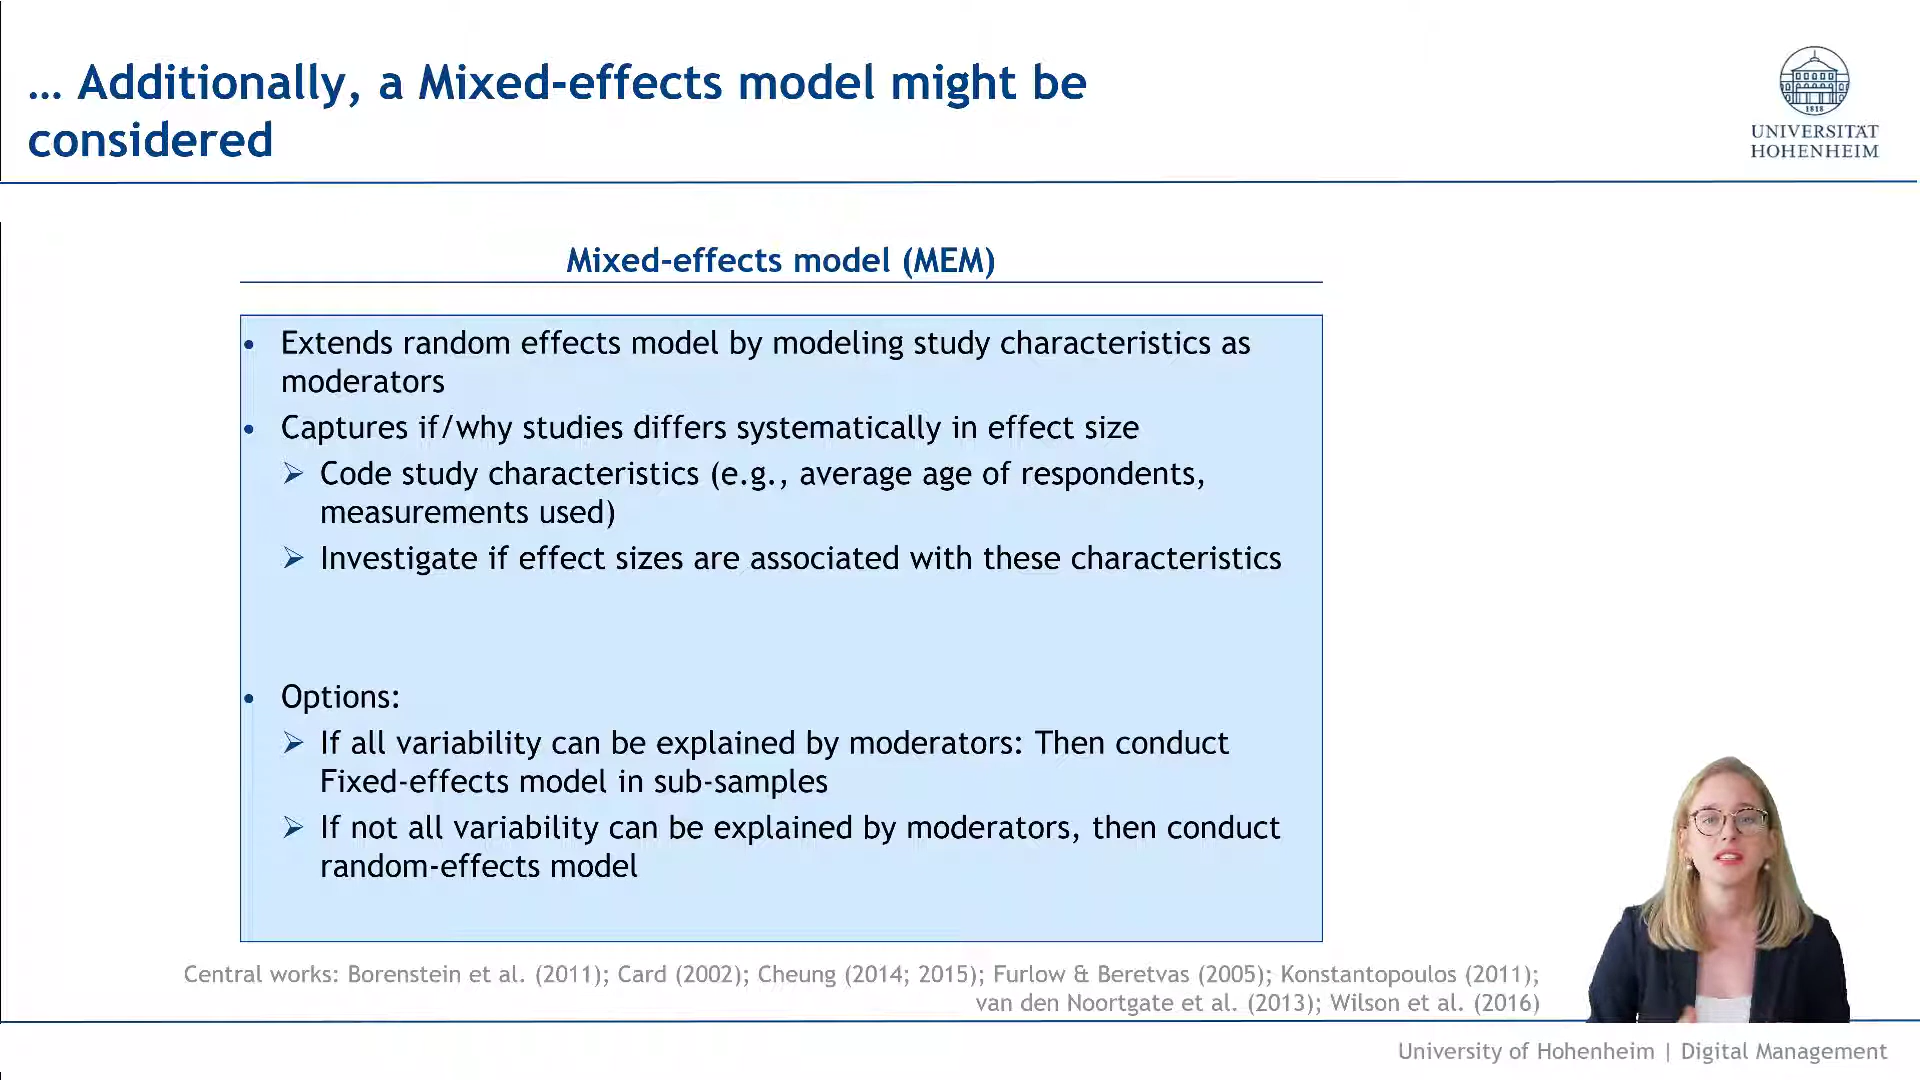 … Additionally, a Mixed-effects model might be
considered
1818
UNIVERSITÄT
HOHENHEIM
Mixed-effects model (MEM)
• Extends random effects model by modeling study characteristics as
moderators
• Captures if/why studies differs systematically in effect size
➢ Code study characteristics (e.g., average age of respondents,
measurements used)
➢ Investigate if effect sizes are associated with these characteristics
• Options:
➢ If all variability can be explained by moderators: Then conduct
Fixed-effects model in sub-samples
➢ If not all variability can be explained by moderators, then conduct
random-effects model
Central works: Borenstein et al. (2011); Card (2002); Cheung (2014; 2015); Furlow & Beretvas (2005); Konstantopoulos (2011);
van den Noortgate et al. (2013); Wilson et al. (2016)
University of Hohenheim | Digital Management